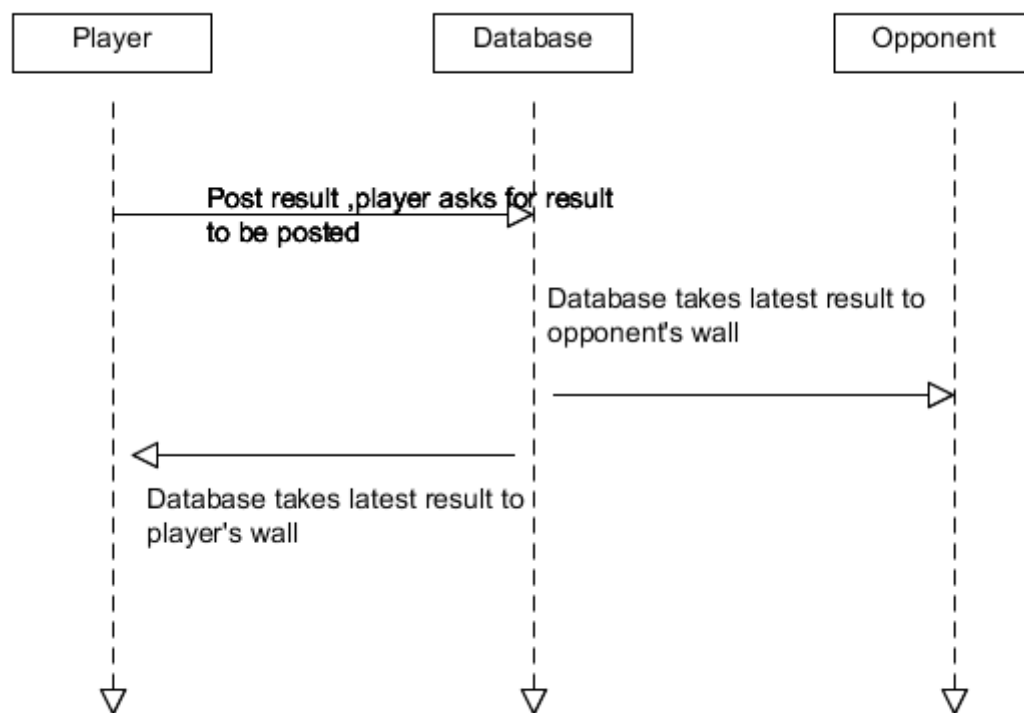 Player
Database
Opponent
Post result ,player asks for result
to be posted
Database takes latest result to
opponent's wall
Database takes latest result to
player's wall